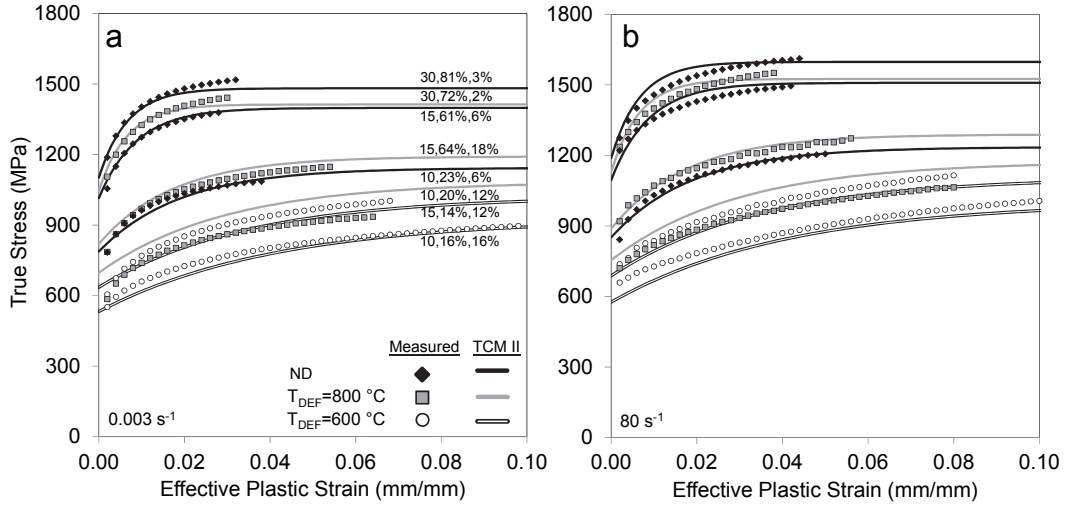 a
True Stress (MPa)
1800
1500
1200
900
600
300
0
30,81%,3%
30,72%,2%
15,61%,6%
15,64%,18%
10,23%,6%
10,20%,12%
15,14%,12%
10,16%,16%
Measured TCM II
ND
T_DEF=800 °C
T_DEF=600 °C
0.003 s⁻¹
0.00 0.02 0.04 0.06 0.08 0.10
Effective Plastic Strain (mm/mm)
b
1800
1500
1200
900
600
300
0
80 s⁻¹
0.00 0.02 0.04 0.06 0.08 0.10
Effective Plastic Strain (mm/mm)